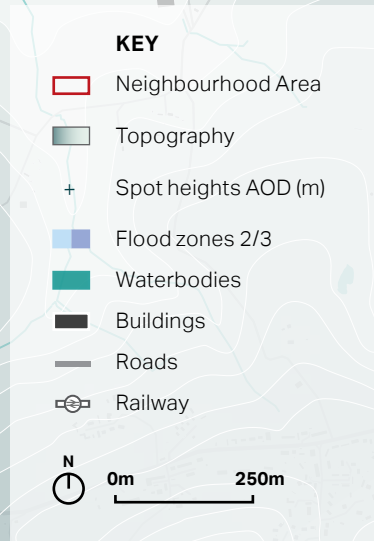 KEY
Neighbourhood Area
Topography
+ Spot heights AOD (m)
Flood zones 2/3
Waterbodies
Buildings
Roads
Railway
N
0m 250m